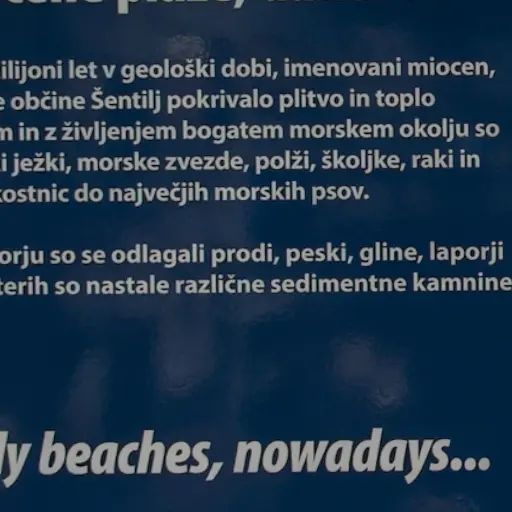 ilijoni let v geološki dobi, imenovani miocen,
e občine Šentilj pokrivalo plitvo in toplo
m in z življenjem bogatem morskem okolju so
i ježki, morske zvezde, polži, školjke, raki in
kostnic do največjih morskih psov.
orju so se odlagali prodi, peski, gline, laporji
terih so nastale različne sedimentne kamnine
ly beaches, nowadays...